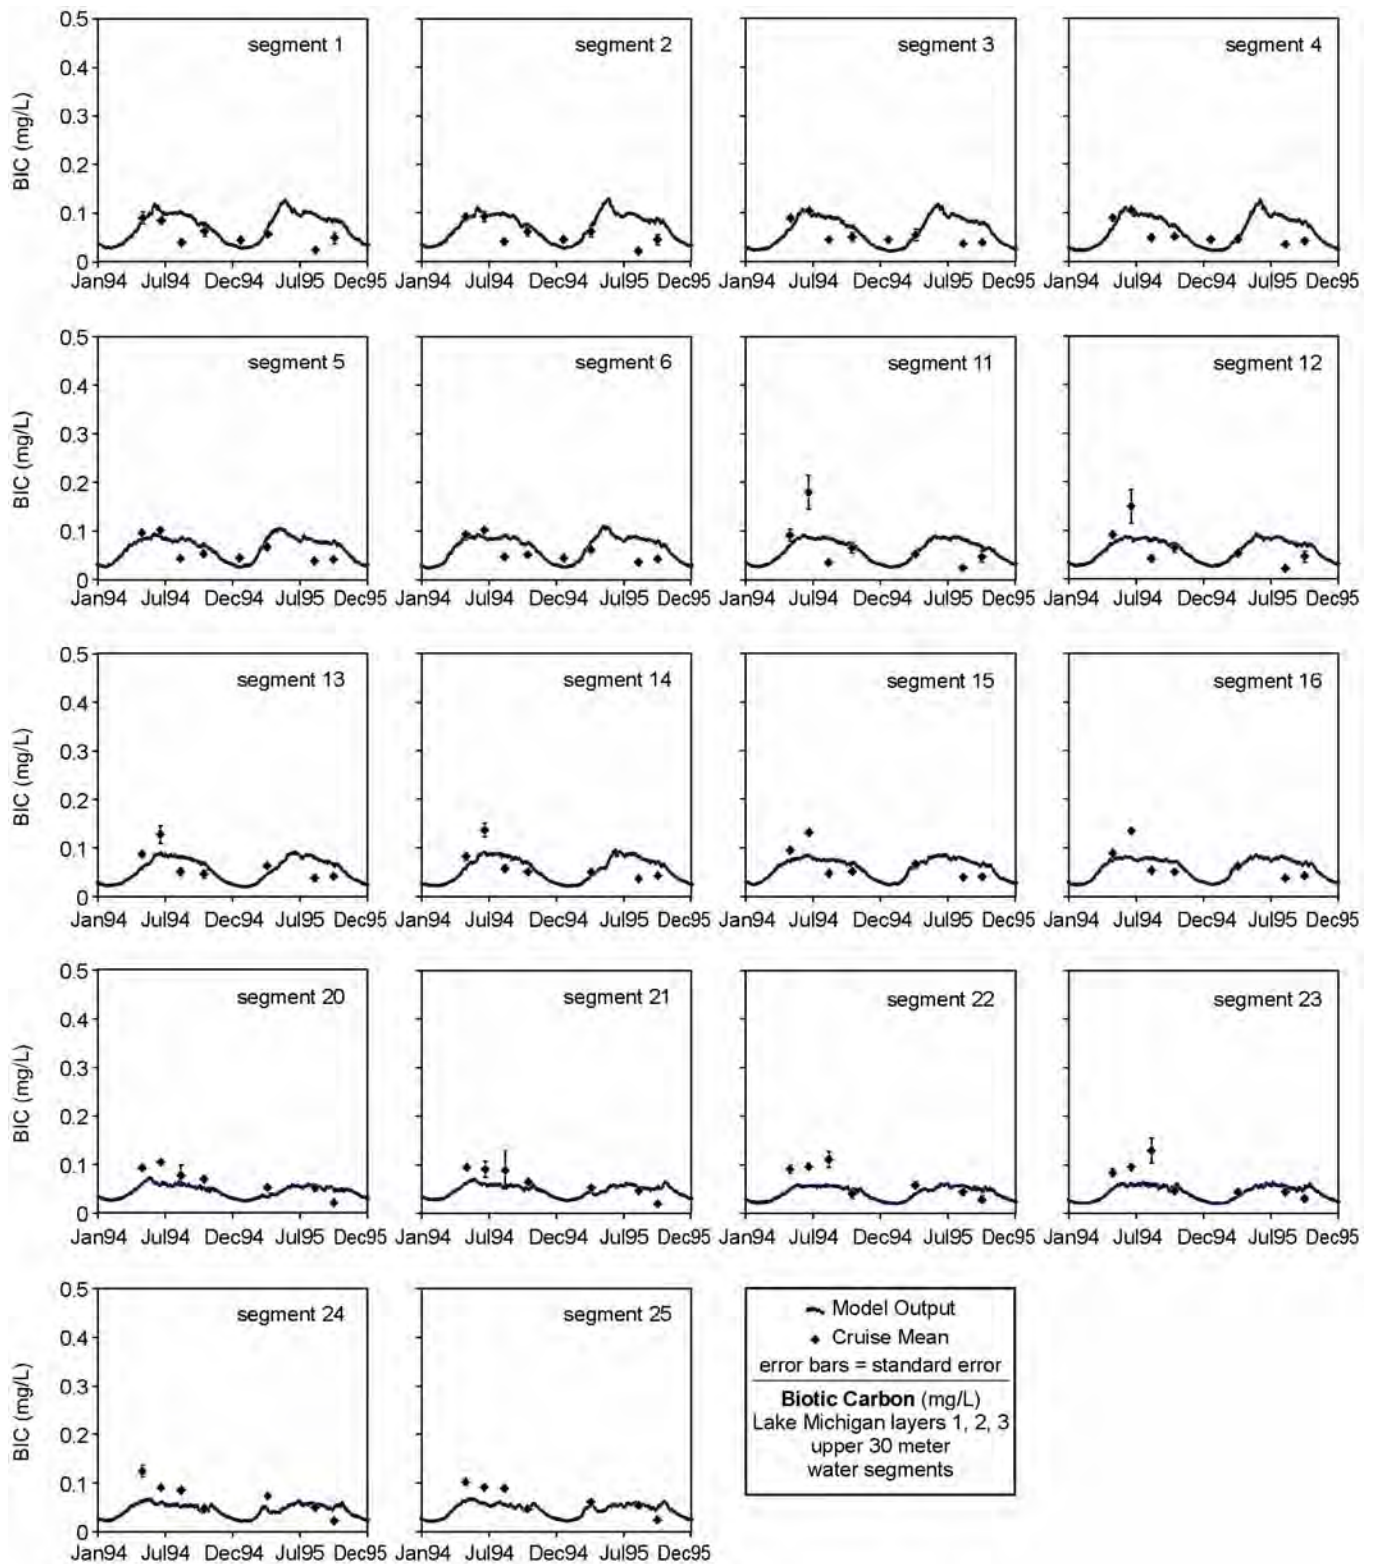 0.5
segment 1
segment 2
segment 3
segment 4
0.4
0.3
BIC (mg/L)
0.2
0.1
0
Jan94 Jul94 Dec94 Jul95 Dec95
Jan94 Jul94 Dec94 Jul95 Dec95
Jan94 Jul94 Dec94 Jul95 Dec95
Jan94 Jul94 Dec94 Jul95 Dec95
0.5
segment 5
segment 6
segment 11
segment 12
0.4
0.3
BIC (mg/L)
0.2
0.1
0
Jan94 Jul94 Dec94 Jul95 Dec95
Jan94 Jul94 Dec94 Jul95 Dec95
Jan94 Jul94 Dec94 Jul95 Dec95
Jan94 Jul94 Dec94 Jul95 Dec95
0.5
segment 13
segment 14
segment 15
segment 16
0.4
0.3
BIC (mg/L)
0.2
0.1
0
Jan94 Jul94 Dec94 Jul95 Dec95
Jan94 Jul94 Dec94 Jul95 Dec95
Jan94 Jul94 Dec94 Jul95 Dec95
Jan94 Jul94 Dec94 Jul95 Dec95
0.5
segment 20
segment 21
segment 22
segment 23
0.4
0.3
BIC (mg/L)
0.2
0.1
0
Jan94 Jul94 Dec94 Jul95 Dec95
Jan94 Jul94 Dec94 Jul95 Dec95
Jan94 Jul94 Dec94 Jul95 Dec95
Jan94 Jul94 Dec94 Jul95 Dec95
0.5
segment 24
segment 25
0.4
0.3
BIC (mg/L)
0.2
0.1
0
Jan94 Jul94 Dec94 Jul95 Dec95
Jan94 Jul94 Dec94 Jul95 Dec95
Model Output
Cruise Mean
error bars = standard error
Biotic Carbon (mg/L)
Lake Michigan layers 1, 2, 3
upper 30 meter
water segments